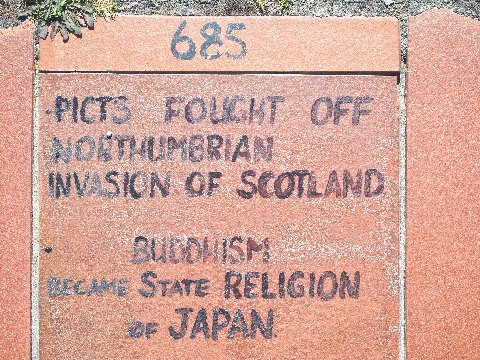 685
- PICTS FOUGHT OFF
NORTHUMBRIAN
INVASION OF SCOTLAND
• BUDDHISM
BECAME STATE RELIGION
OF JAPAN.